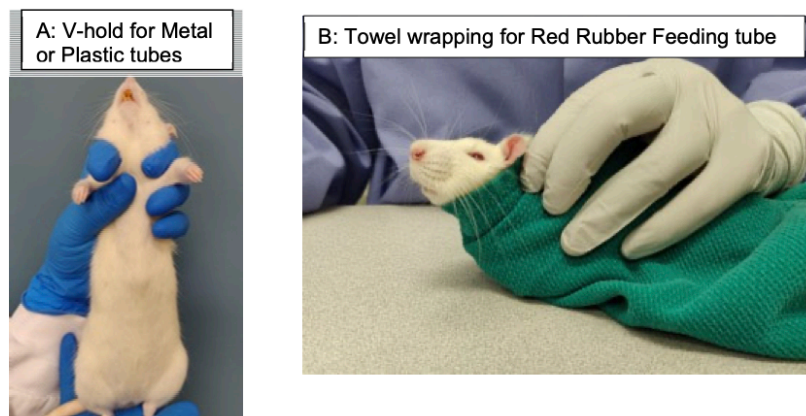 A: V-hold for Metal
or Plastic tubes
B: Towel wrapping for Red Rubber Feeding tube